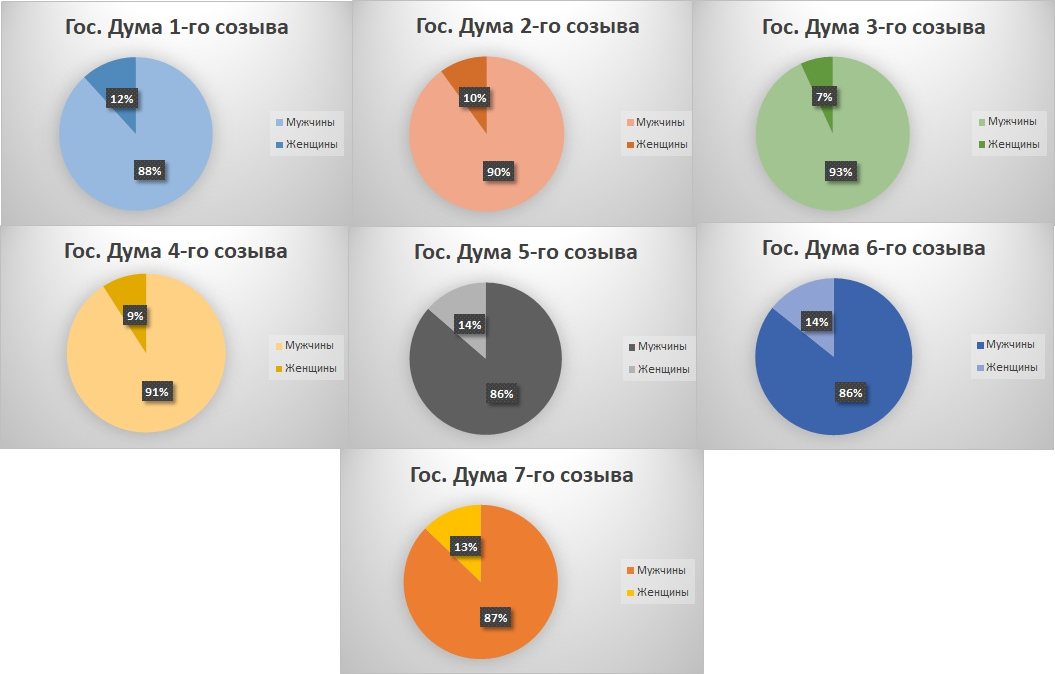 Гос. Дума 1-го созыва
12%
88%
Мужчины
Женщины
Гос. Дума 2-го созыва
10%
90%
Мужчины
Женщины
Гос. Дума 3-го созыва
7%
93%
Мужчины
Женщины
Гос. Дума 4-го созыва
9%
91%
Мужчины
Женщины
Гос. Дума 5-го созыва
14%
86%
Мужчины
Женщины
Гос. Дума 6-го созыва
14%
86%
Мужчины
Женщины
Гос. Дума 7-го созыва
13%
87%
Мужчины
Женщины